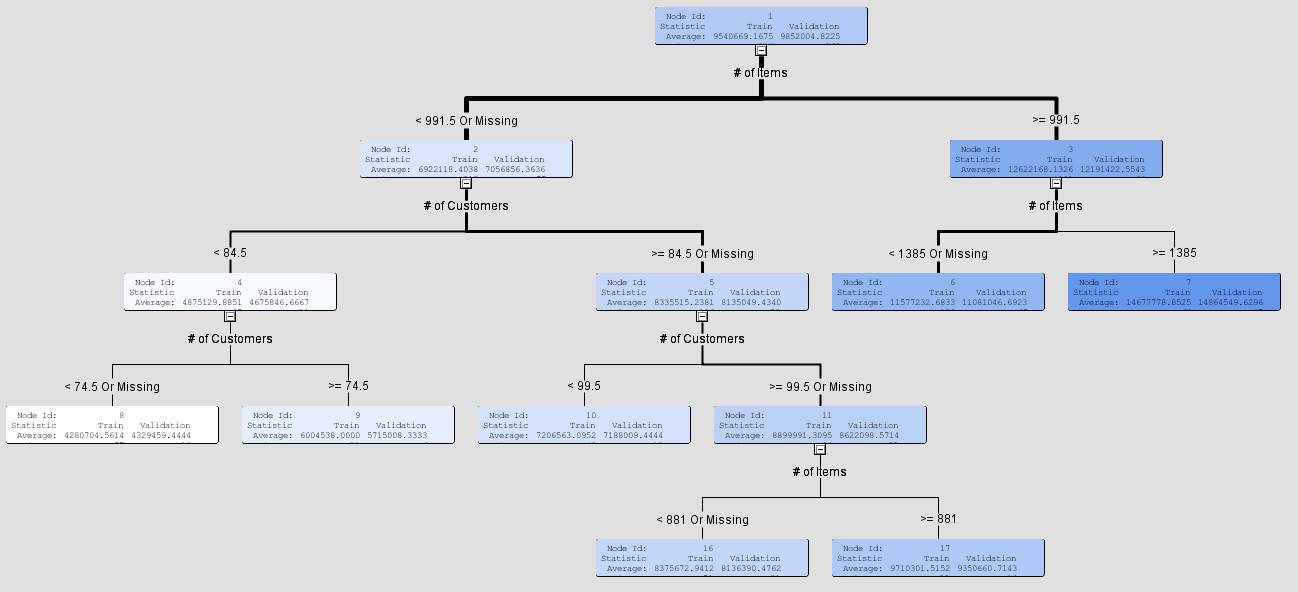 Node Id: 1
Statistic Train Validation
Average: 9540669.1675 9852004.8225
# of Items
< 991.5 Or Missing
>= 991.5
Node Id: 2
Statistic Train Validation
Average: 6922118.4038 7056856.3636
Node Id: 3
Statistic Train Validation
Average: 12622168.1326 12191422.5543
# of Customers
# of Items
< 84.5
>= 84.5 Or Missing
< 1385 Or Missing
>= 1385
Node Id: 4
Statistic Train Validation
Average: 4875129.8851 4675846.6667
Node Id: 5
Statistic Train Validation
Average: 8335515.2381 8135049.4340
Node Id: 6
Statistic Train Validation
Average: 11577232.6833 11081046.6923
Node Id: 7
Statistic Train Validation
Average: 14677778.8525 14864549.6296
# of Customers
# of Customers
< 74.5 Or Missing
>= 74.5
< 99.5
>= 99.5 Or Missing
Node Id: 8
Statistic Train Validation
Average: 4280704.5614 4329459.4444
Node Id: 9
Statistic Train Validation
Average: 6004538.0000 5715008.3333
Node Id: 10
Statistic Train Validation
Average: 7206563.0952 7188009.4444
Node Id: 11
Statistic Train Validation
Average: 8899991.3095 8622098.5714
# of Items
< 881 Or Missing
>= 881
Node Id: 16
Statistic Train Validation
Average: 8375672.9412 8136390.4762
Node Id: 17
Statistic Train Validation
Average: 9710301.5152 9350660.7143